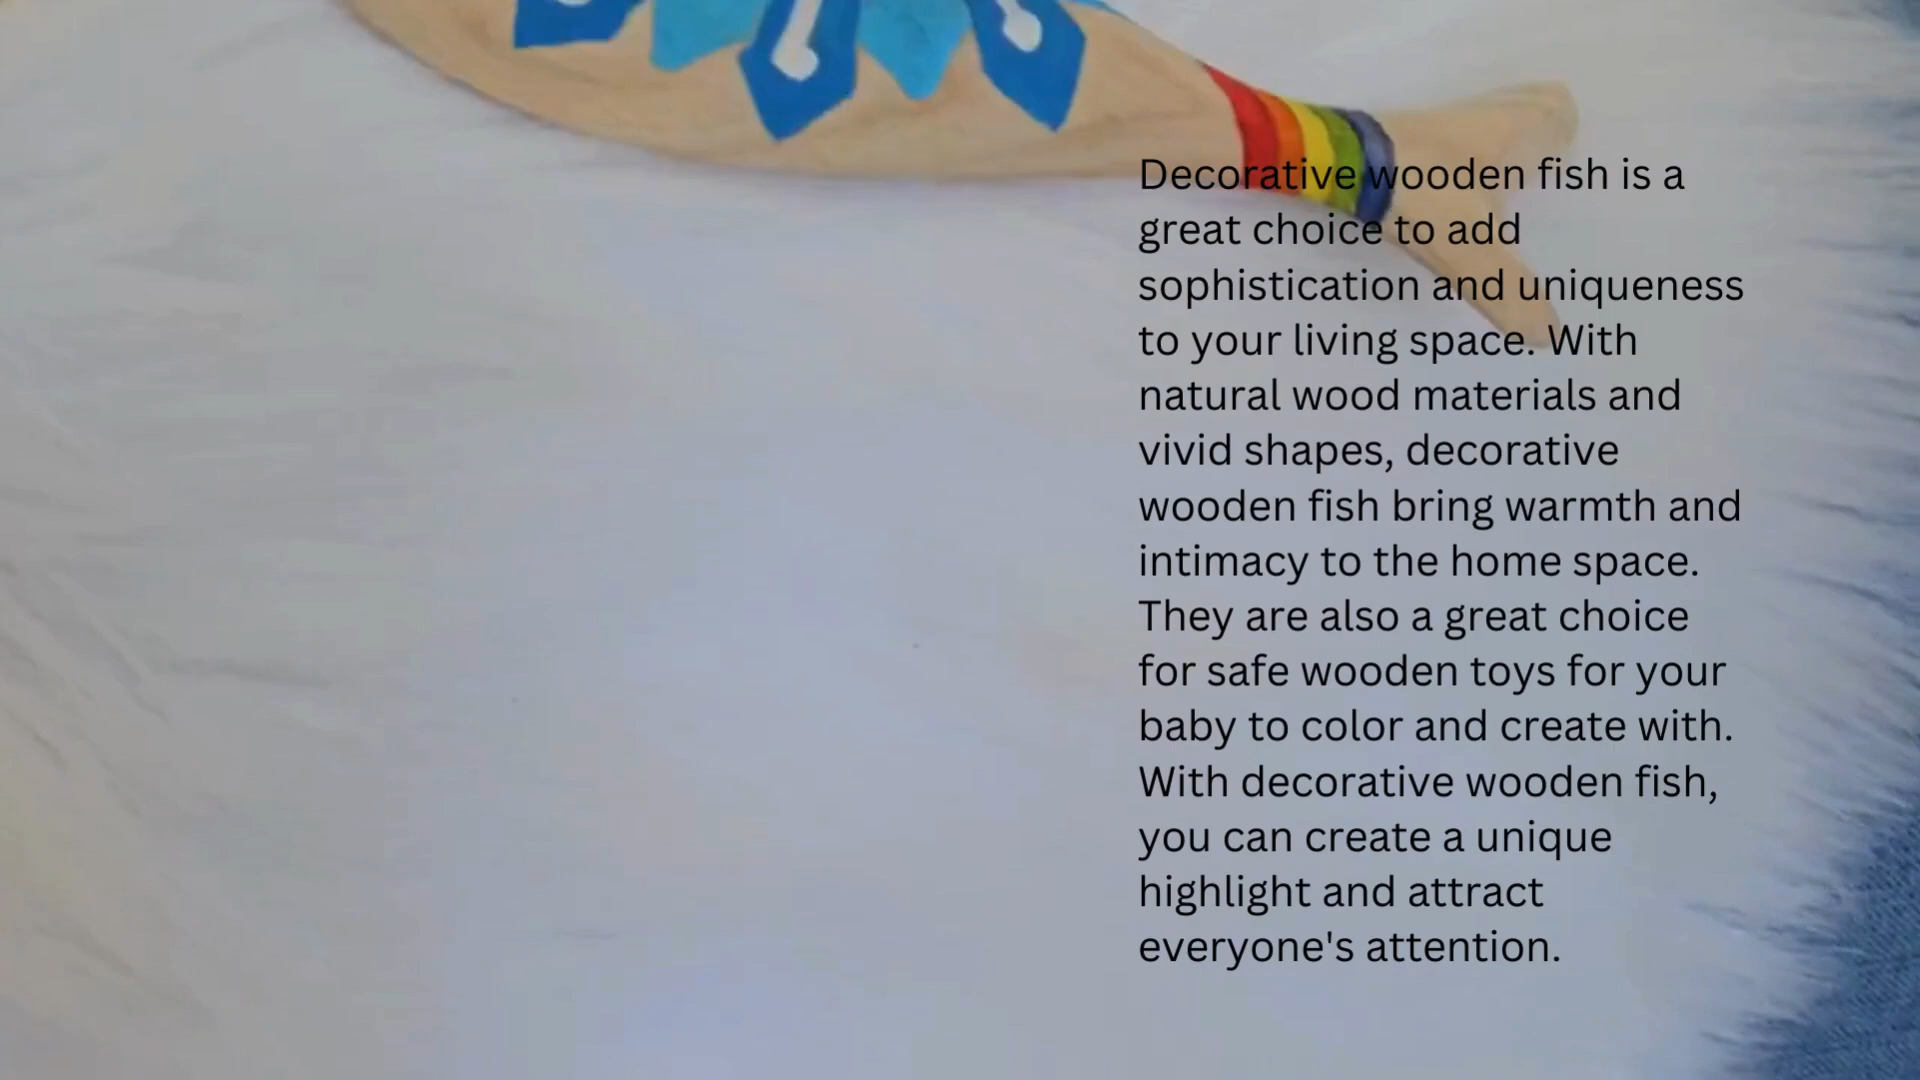 Decorative wooden fish is a
great choice to add
sophistication and uniqueness
to your living space. With
natural wood materials and
vivid shapes, decorative
wooden fish bring warmth and
intimacy to the home space.
They are also a great choice
for safe wooden toys for your
baby to color and create with.
With decorative wooden fish,
you can create a unique
highlight and attract
everyone's attention.